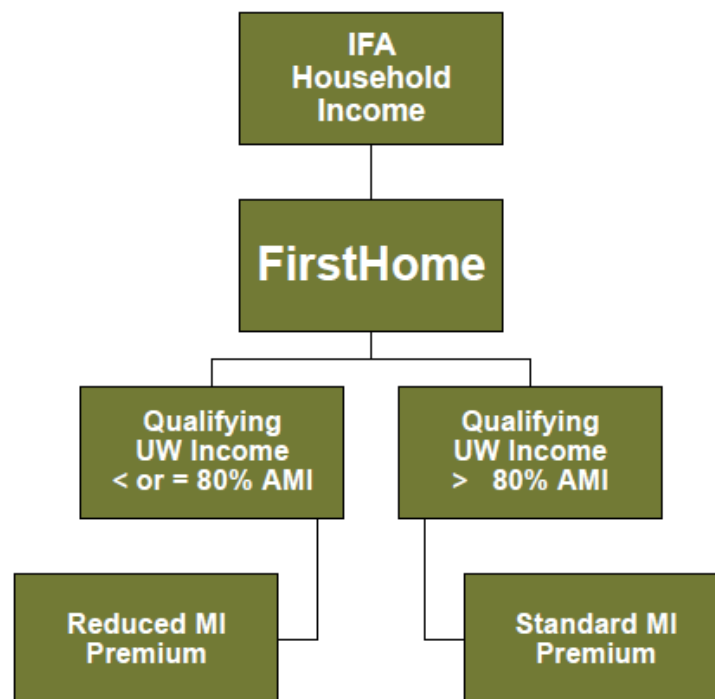 IFA
Household
Income
FirstHome
Qualifying
UW Income
< or = 80% AMI
Qualifying
UW Income
> 80% AMI
Reduced MI
Premium
Standard MI
Premium